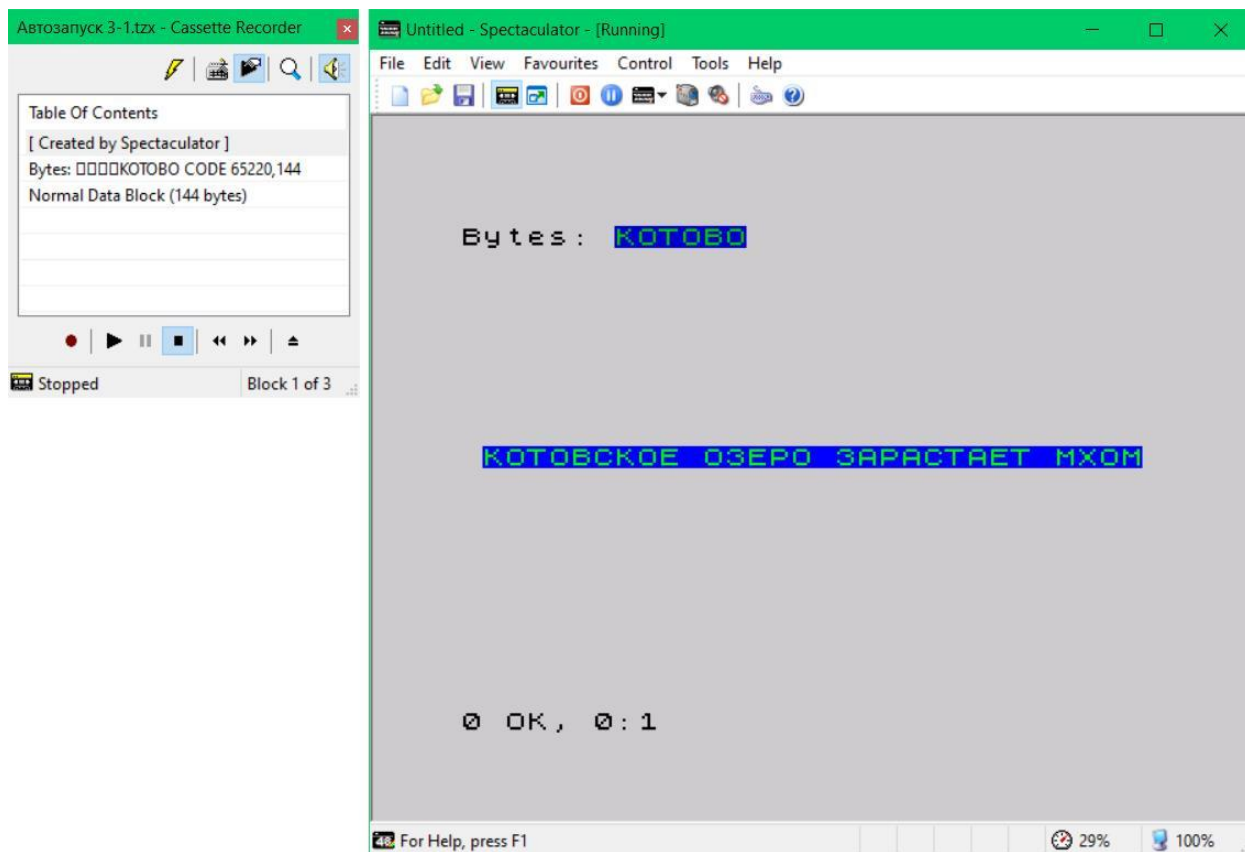 Автозапуск 3-1.tzx - Cassette Recorder
Table Of Contents
[ Created by Spectaculator ]
Bytes: □□□□КОТОВО CODE 65220,144
Normal Data Block (144 bytes)
Stopped
Block 1 of 3
Untitled - Spectaculator - [Running]
File Edit View Favourites Control Tools Help
Bytes: КОТОВО
КОТОВСКОЕ ОЗЕРО ЗАРАСТАЕТ МХОМ
0 OK, 0:1
48 For Help, press F1
29%
100%